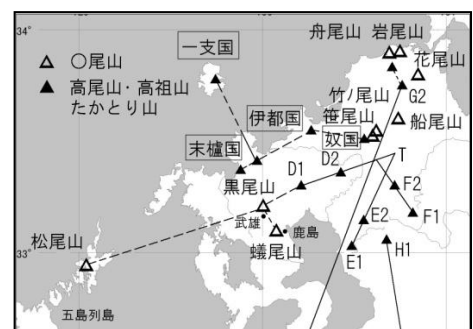 34°
舟尾山 岩尾山
△ 〇尾山
▲ 高尾山・高祖山
たかとり山
一支国
花尾山
竹ノ尾山
G2
伊都国
笹尾山
船尾山
奴国
末櫨国
T
D2
黒尾山
D1
F2
武雄
鹿島
E2
F1
松尾山
蟻尾山
H1
33°
E1
五島列島